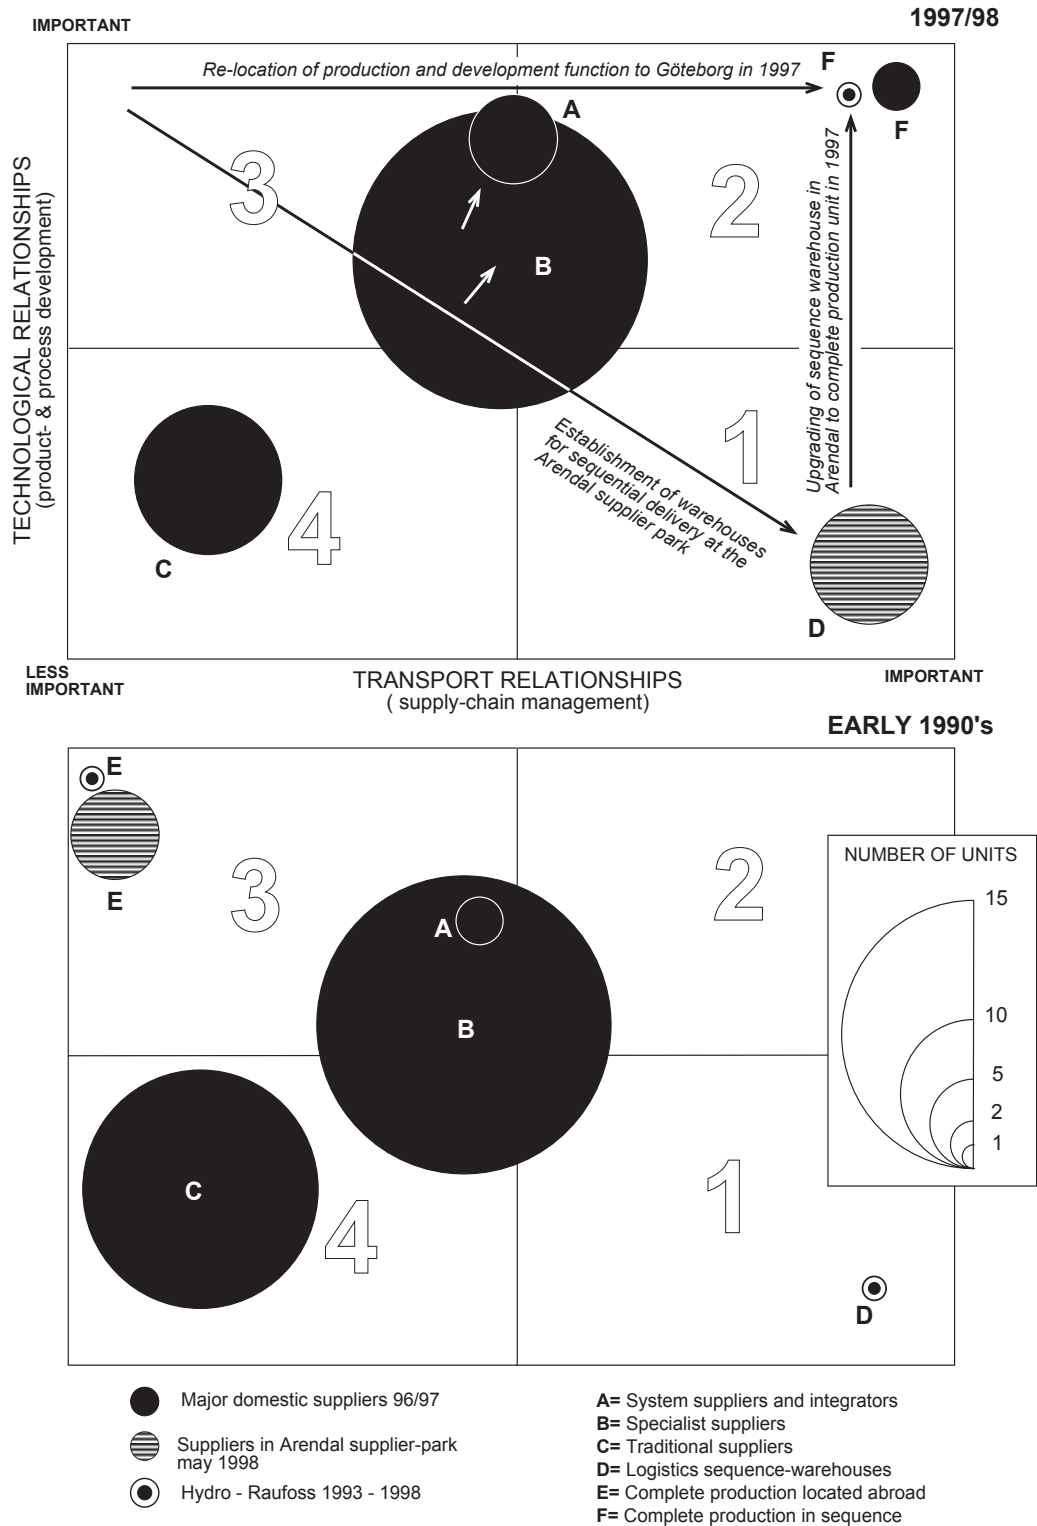 1997/98
IMPORTANT
Re-location of production and development function to Göteborg in 1997
F
F
A
3
2
B
TECHNOLOGICAL RELATIONSHIPS
(product- & process development)
Upgrading of sequence warehouse in
Arendal to complete production unit in 1997
1
Establishment of warehouses
for sequential delivery at the
Arendal supplier park
4
C
D
LESS
IMPORTANT
TRANSPORT RELATIONSHIPS
( supply-chain management)
IMPORTANT
EARLY 1990's
E
E
3
2
A
B
NUMBER OF UNITS
15
10
5
2
1
C
4
1
D
Major domestic suppliers 96/97
Suppliers in Arendal supplier-park
may 1998
Hydro - Raufoss 1993 - 1998
A= System suppliers and integrators
B= Specialist suppliers
C= Traditional suppliers
D= Logistics sequence-warehouses
E= Complete production located abroad
F= Complete production in sequence